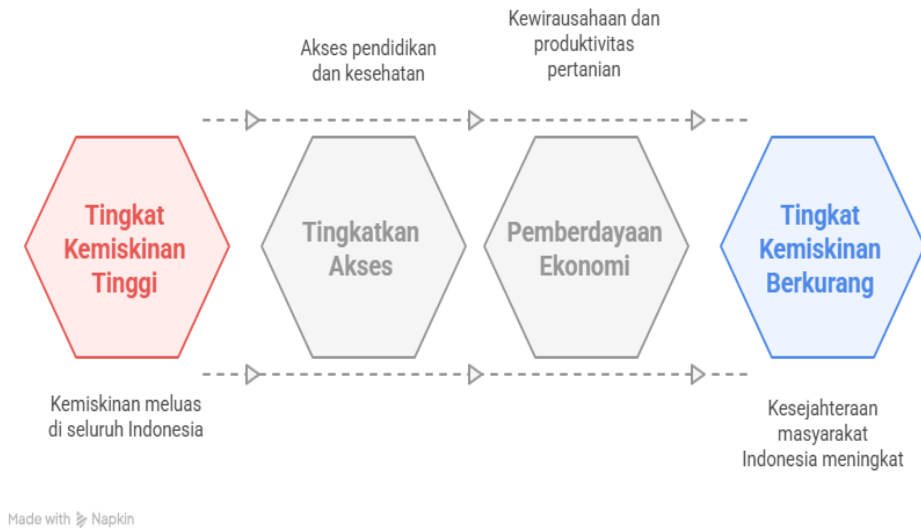 Akses pendidikan
dan kesehatan
Kewirausahaan dan
produktivitas
pertanian
Tingkat
Kemiskinan
Tinggi
Tingkatkan
Akses
Pemberdayaan
Ekonomi
Tingkat
Kemiskinan
Berkurang
Kemiskinan meluas
di seluruh Indonesia
Kesejahteraan
masyarakat
Indonesia meningkat
Made with Napkin